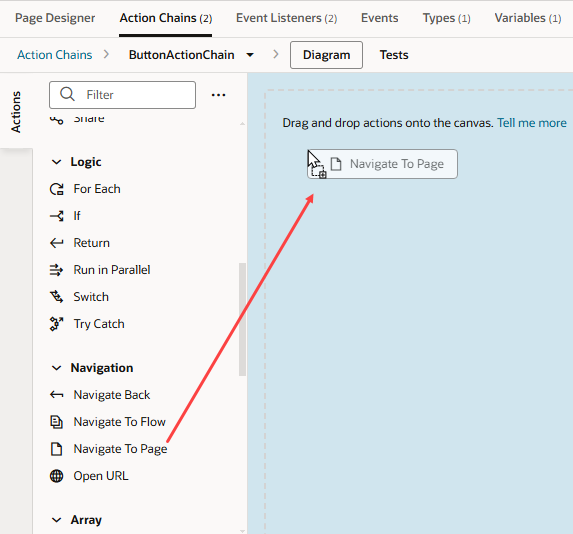 Page Designer Action Chains (2) Event Listeners (2) Events Types (1) Variables (1)
Action Chains ButtonActionChain Diagram Tests
Actions
Filter
Drag and drop actions onto the canvas. Tell me more
Share
Navigate To Page
Logic
For Each
If
Return
Run in Parallel
Switch
Try Catch
Navigation
Navigate Back
Navigate To Flow
Navigate To Page
Open URL
Array